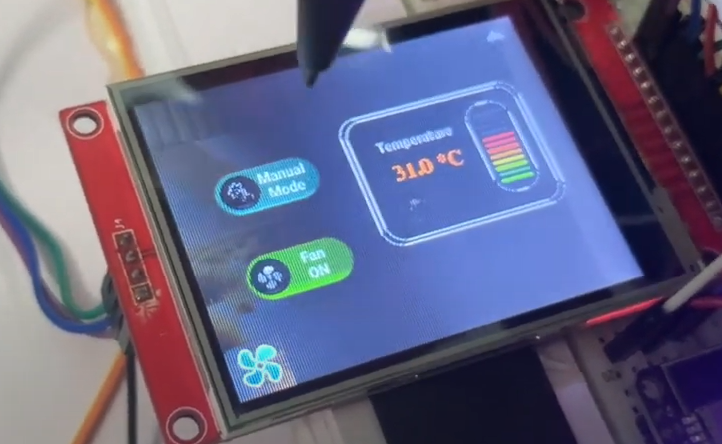 Temperature
31.0 °C
Manual
Mode
Fan
ON